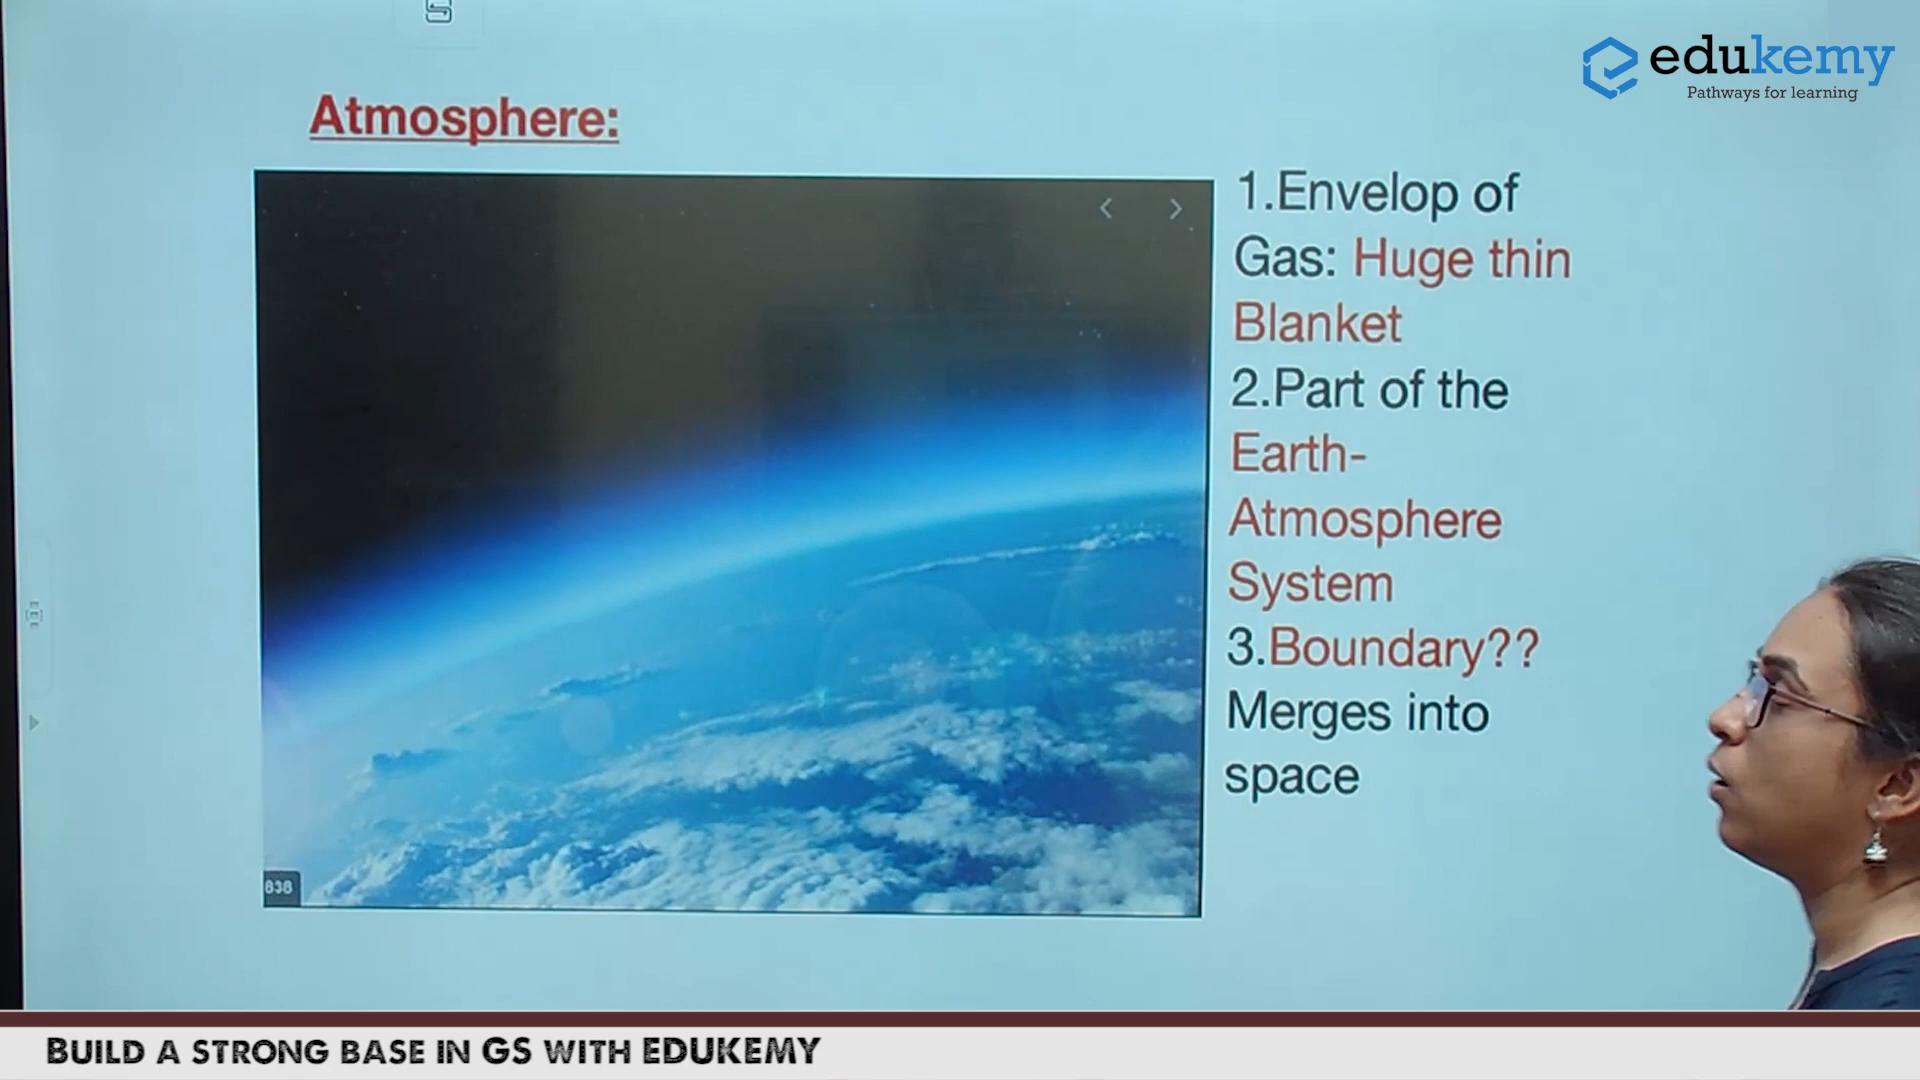 edukemy
Pathways for learning
Atmosphere:
1.Envelop of
Gas: Huge thin
Blanket
2.Part of the
Earth-
Atmosphere
System
3.Boundary??
Merges into
space
838
BUILD A STRONG BASE IN GS WITH EDUKEMY